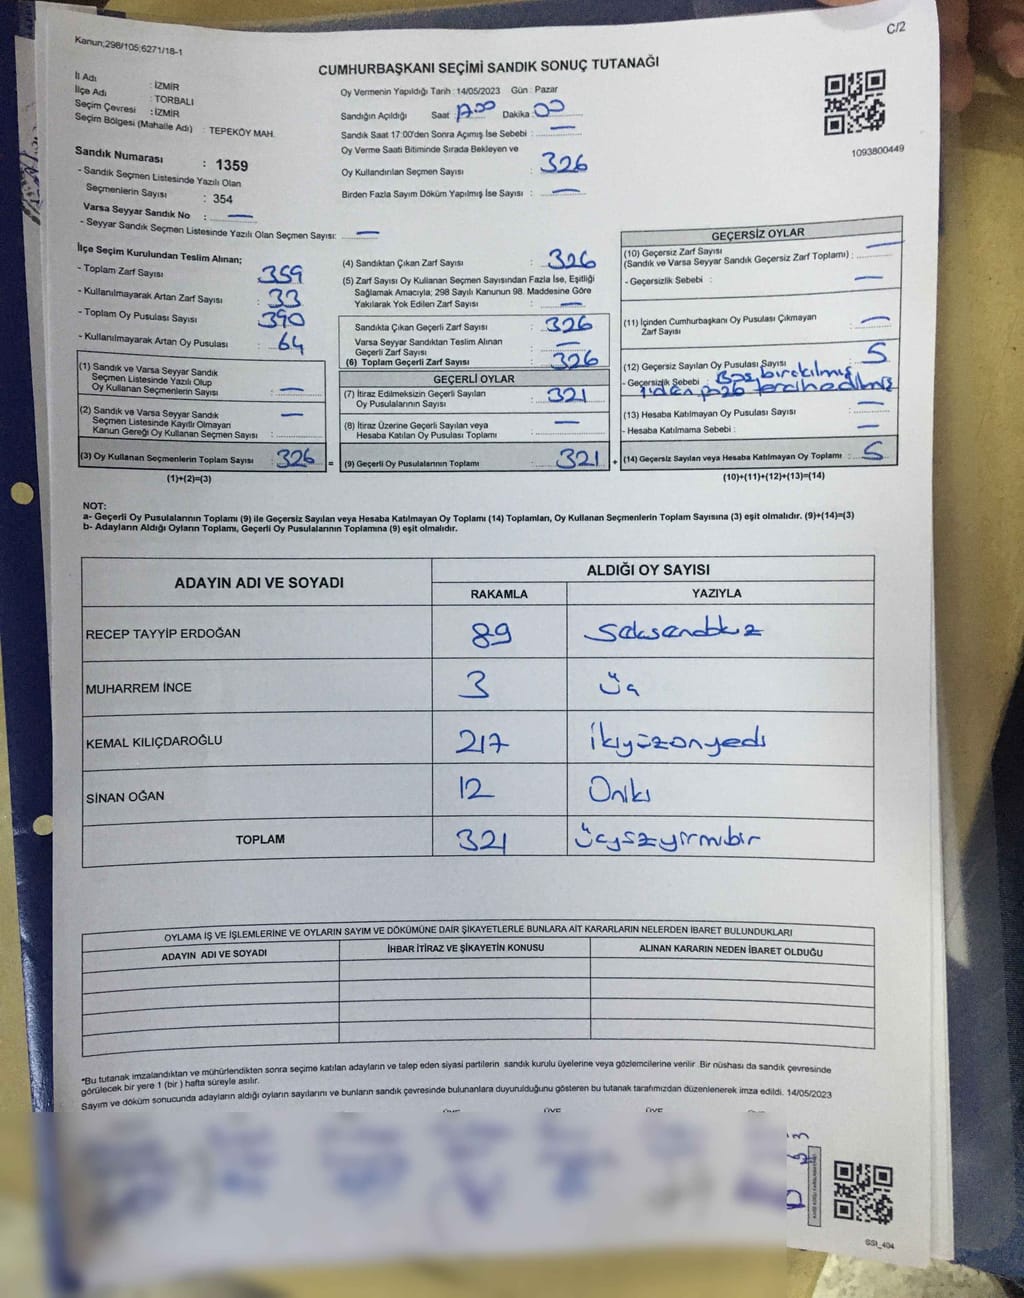 C/2
Kanun;298/105;6271/18-1
CUMHURBAŞKANI SEÇİMİ SANDIK SONUÇ TUTANAĞI
İl Adı : İZMİR
İlçe Adı : TORBALI
Seçim Çevresi : İZMİR
Seçim Bölgesi (Mahalle Adı) : TEPEKÖY MAH.
Sandık Numarası : 1359
- Sandık Seçmen Listesinde Yazılı Olan
Seçmenlerin Sayısı : 354
Varsa Seyyar Sandık No : —
- Seyyar Sandık Seçmen Listesinde Yazılı Olan Seçmen Sayısı: —
Oy Vermenin Yapıldığı Tarih : 14/05/2023 Gün : Pazar
Sandığın Açıldığı Saat 17.00 Dakika : 00
Sandık Saat 17:00'den Sonra Açımış İse Sebebi : —
Oy Verme Saati Bitiminde Sırada Bekleyen ve
Oy Kullandırılan Seçmen Sayısı : 326
Birden Fazla Sayım Döküm Yapılmış İse Sayısı : —
1093800449
İlçe Seçim Kurulundan Teslim Alınan;
- Toplam Zarf Sayısı : 359
- Kullanılmayarak Artan Zarf Sayısı : 33
- Toplam Oy Pusulası Sayısı : 390
- Kullanılmayarak Artan Oy Pusulası : 64
(1) Sandık ve Varsa Seyyar Sandık
Seçmen Listesinde Yazılı Olup
Oy Kullanan Seçmenlerin Sayısı : —
(2) Sandık ve Varsa Seyyar Sandık
Seçmen Listesinde Kayıtlı Olmayan
Kanun Gereği Oy Kullanan Seçmen Sayısı : —
(3) Oy Kullanan Seçmenlerin Toplam Sayısı : 326 =
(1)+(2)=(3)
(4) Sandıktan Çıkan Zarf Sayısı : 326
(5) Zarf Sayısı Oy Kullanan Seçmen Sayısından Fazla İse, Eşitliği
Sağlamak Amacıyla; 298 Sayılı Kanunun 98. Maddesine Göre
Yakılarak Yok Edilen Zarf Sayısı : —
Sandıkta Çıkan Geçerli Zarf Sayısı : 326
Varsa Seyyar Sandıktan Teslim Alınan
Geçerli Zarf Sayısı : —
(6) Toplam Geçerli Zarf Sayısı : 326
GEÇERLİ OYLAR
(7) İtiraz Edilmeksizin Geçerli Sayılan
Oy Pusulalarının Sayısı : 321
(8) İtiraz Üzerine Geçerli Sayılan veya
Hesaba Katılan Oy Pusulası Toplamı : —
(9) Geçerli Oy Pusulalarının Toplamı : 321 +
GEÇERSİZ OYLAR
(10) Geçersiz Zarf Sayısı
(Sandık ve Varsa Seyyar Sandık Geçersiz Zarf Toplamı) : —
- Geçersizlik Sebebi : —
(11) İçinden Cumhurbaşkanı Oy Pusulası Çıkmayan
Zarf Sayısı : —
(12) Geçersiz Sayılan Oy Pusulası Sayısı : 5
- Geçersizlik Sebebi : Boş bırakılmış
1'den fazla tercih edilmiş
(13) Hesaba Katılmayan Oy Pusulası Sayısı : —
- Hesaba Katılmama Sebebi : —
(14) Geçersiz Sayılan veya Hesaba Katılmayan Oy Toplamı : 5
(10)+(11)+(12)+(13)=(14)
NOT:
a- Geçerli Oy Pusulalarının Toplamı (9) ile Geçersiz Sayılan veya Hesaba Katılmayan Oy Toplamı (14) Toplamları, Oy Kullanan Seçmenlerin Toplam Sayısına (3) eşit olmalıdır. (9)+(14)=(3)
b- Adayların Aldığı Oyların Toplamı, Geçerli Oy Pusulalarının Toplamına (9) eşit olmalıdır.
ADAYIN ADI VE SOYADI ALDIĞI OY SAYISI
RAKAMLA YAZIYLA
RECEP TAYYİP ERDOĞAN 89 Seksendokuz
MUHARREM İNCE 3 Üç
KEMAL KILIÇDAROĞLU 217 İkiyüzonyedi
SİNAN OĞAN 12 Oniki
TOPLAM 321 Üçyüzyirmibir
OYLAMA İŞ VE İŞLEMLERİNE VE OYLARIN SAYIM VE DÖKÜMÜNE DAİR ŞİKAYETLERLE BUNLARA AİT KARARLARIN NELERDEN İBARET BULUNDUKLARI
ADAYIN ADI VE SOYADI İHBAR İTİRAZ VE ŞİKAYETİN KONUSU ALINAN KARARIN NEDEN İBARET OLDUĞU
*Bu tutanak imzalandıktan ve mühürlendikten sonra seçime katılan adayların ve talep eden siyasi partilerin sandık kurulu üyelerine veya gözlemcilerine verilir. Bir nüshası da sandık çevresinde
görülecek bir yere 1 (bir) hafta süreyle asılır.
Sayım ve döküm sonucunda adayların aldığı oyların sayılarını ve bunların sandık çevresinde bulunanlara duyurulduğunu gösteren bu tutanak tarafımızdan düzenlenerek imza edildi. 14/05/2023
ÜYE ÜYE ÜYE
SSI_404